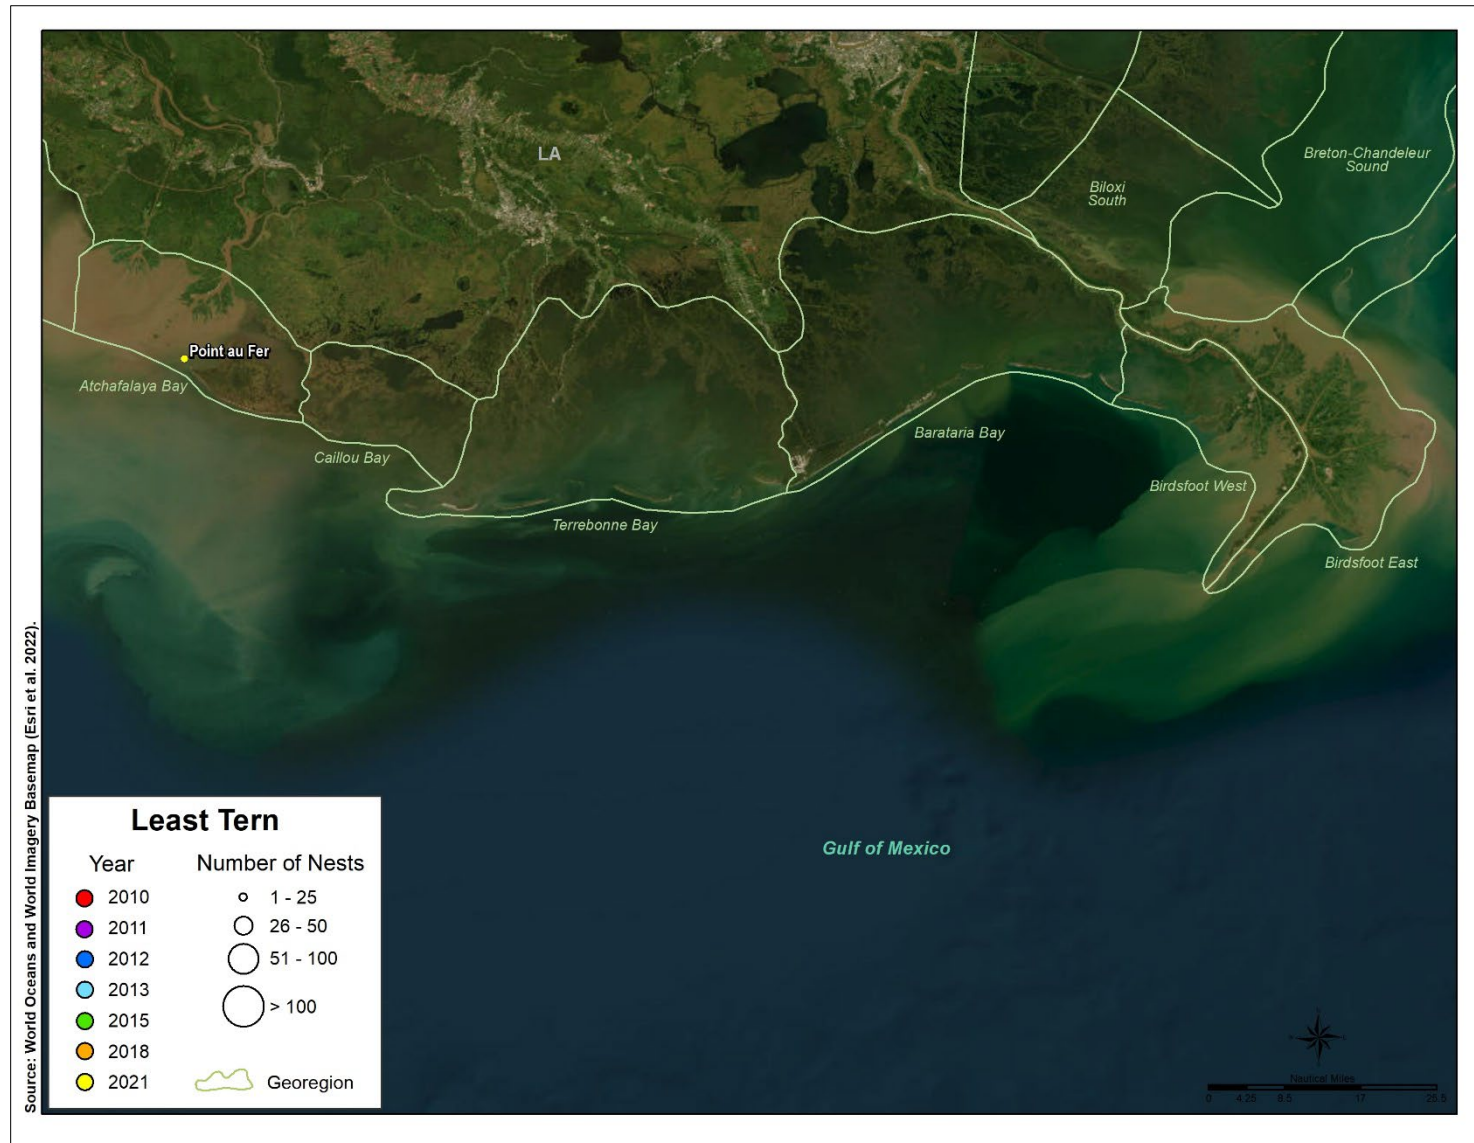 LA
Breton-Chandeleur
Sound
Biloxi
South
Point au Fer
Atchafalaya Bay
Caillou Bay
Barataria Bay
Birdsfoot West
Terrebonne Bay
Birdsfoot East
Gulf of Mexico
Source: World Oceans and World Imagery Basemap (Esri et al. 2022).
Least Tern
Year
2010
2011
2012
2013
2015
2018
2021
Number of Nests
1 - 25
26 - 50
51 - 100
> 100
Georegion
Nautical Miles
0 4.25 8.5 17 25.5